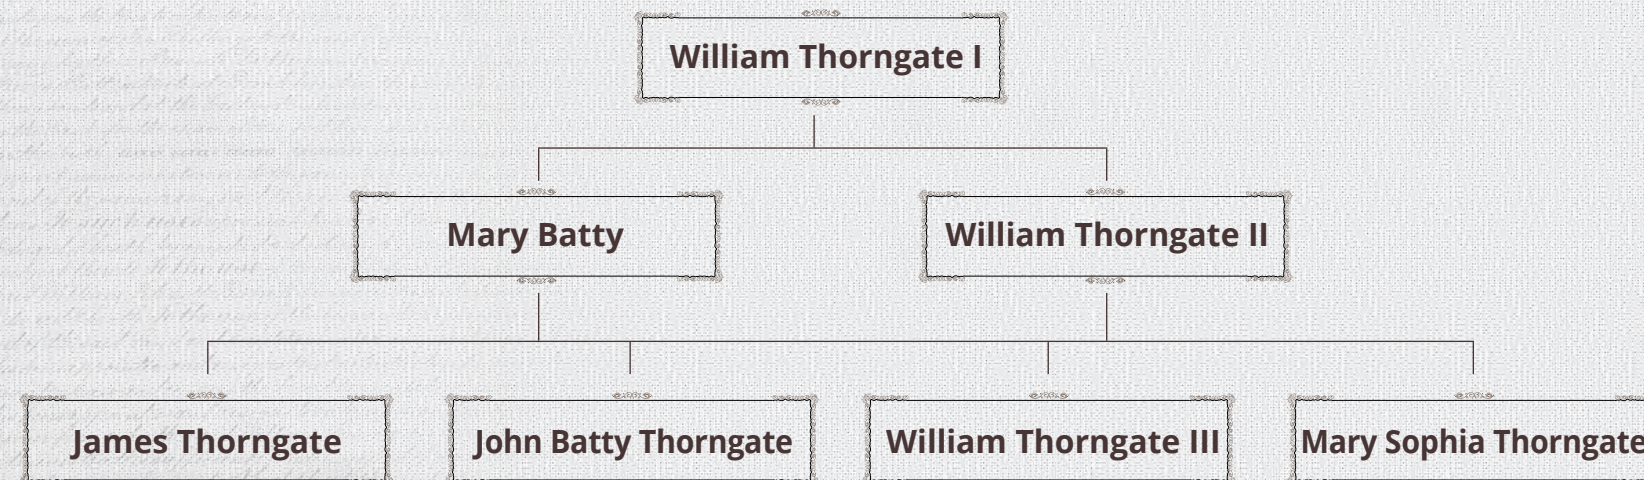 William Thorngate I
Mary Batty
William Thorngate II
James Thorngate
John Batty Thorngate
William Thorngate III
Mary Sophia Thorngate